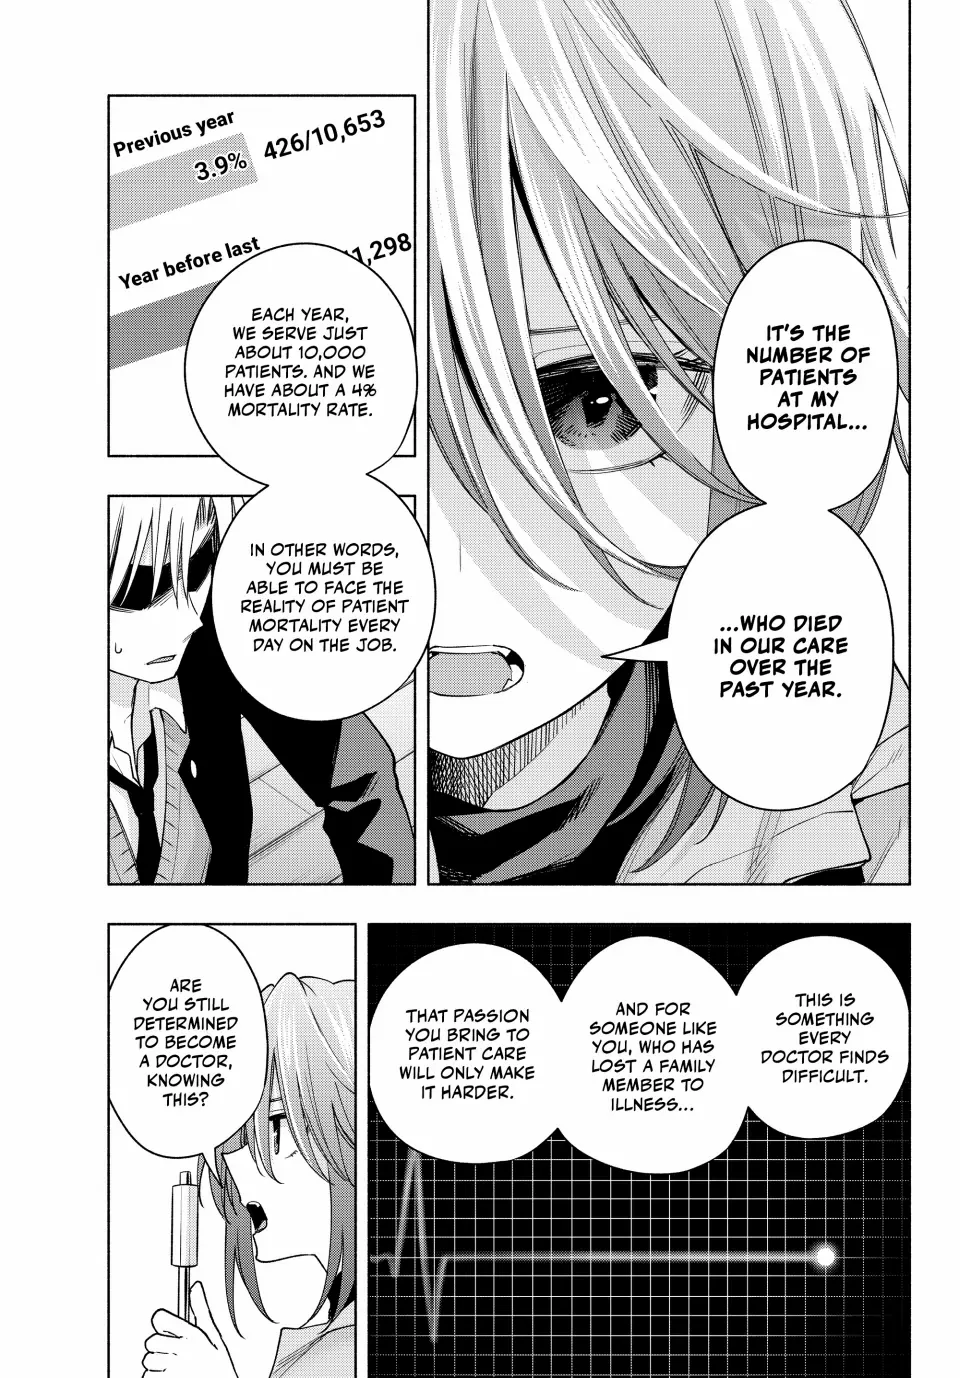 IT'S THE
NUMBER OF
PATIENTS
AT MY
HOSPITAL...
...WHO DIED
IN OUR CARE
OVER THE
PAST YEAR.
Previous year
3.9%
426/10,653
Year before last
1,298
EACH YEAR,
WE SERVE JUST
ABOUT 10,000
PATIENTS. AND WE
HAVE ABOUT A 4%
MORTALITY RATE.
IN OTHER WORDS,
YOU MUST BE
ABLE TO FACE THE
REALITY OF PATIENT
MORTALITY EVERY
DAY ON THE JOB.
THIS IS
SOMETHING
EVERY
DOCTOR FINDS
DIFFICULT.
AND FOR
SOMEONE LIKE
YOU, WHO HAS
LOST A FAMILY
MEMBER TO
ILLNESS...
THAT PASSION
YOU BRING TO
PATIENT CARE
WILL ONLY MAKE
IT HARDER.
ARE
YOU STILL
DETERMINED
TO BECOME
A DOCTOR,
KNOWING
THIS?